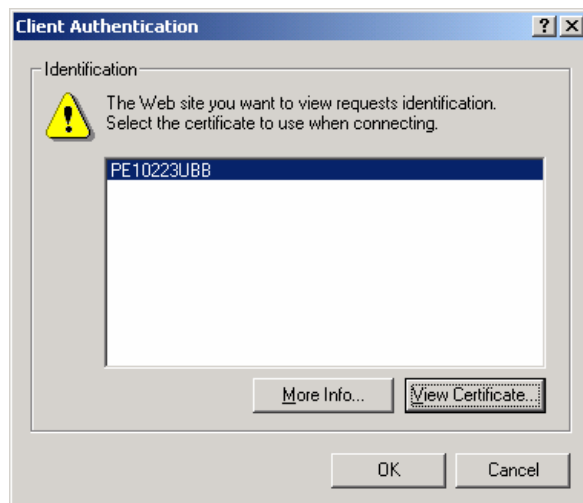 Client Authentication
Identification
The Web site you want to view requests identification.
Select the certificate to use when connecting.
PE10223UBB
More Info...
View Certificate...
OK
Cancel